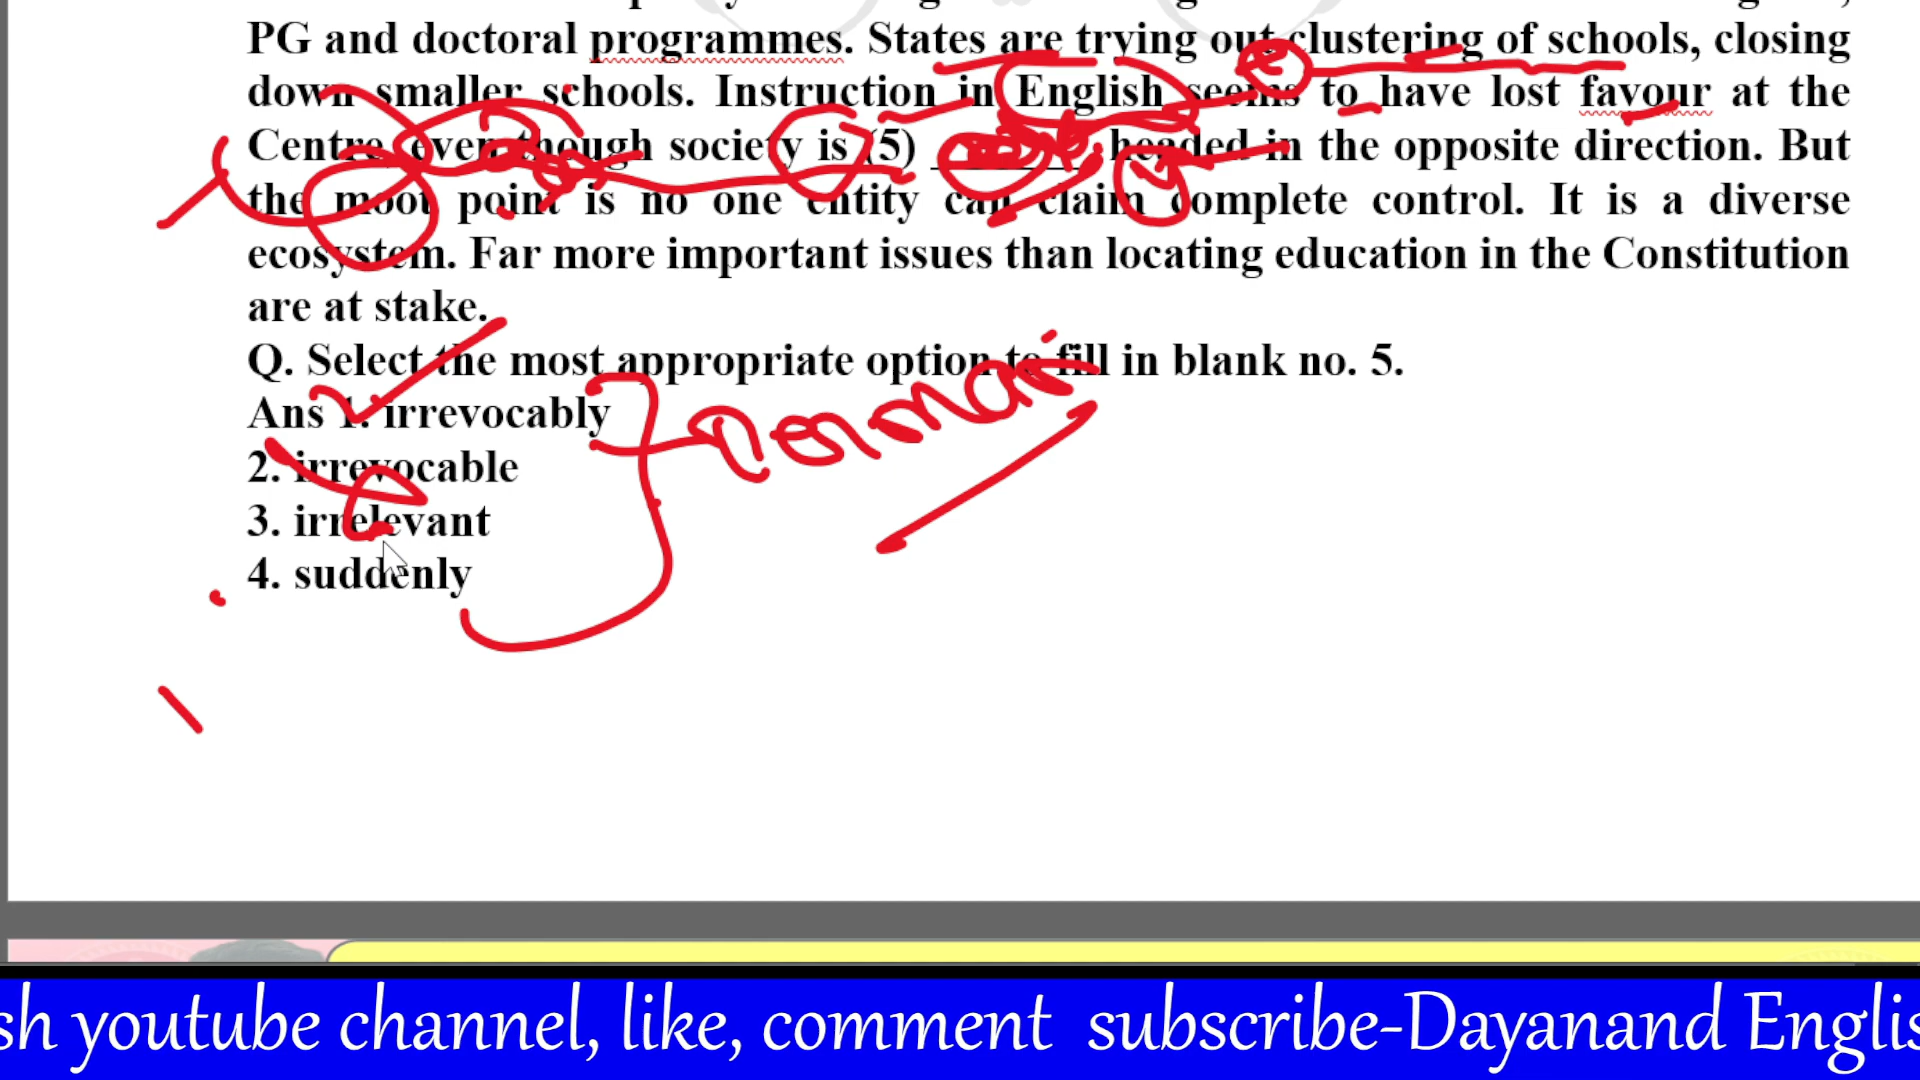 PG and doctoral programmes. States are trying out clustering of schools, closing
down smaller schools. Instruction in English seems to have lost favour at the
Centre, even though society is (5) ________ headed in the opposite direction. But
the moot point is no one entity can claim complete control. It is a diverse
ecosystem. Far more important issues than locating education in the Constitution
are at stake.
Q. Select the most appropriate option to fill in blank no. 5.
Ans 1. irrevocably
2. irrevocable
3. irrelevant
4. suddenly
sh youtube channel, like, comment subscribe-Dayanand Englis